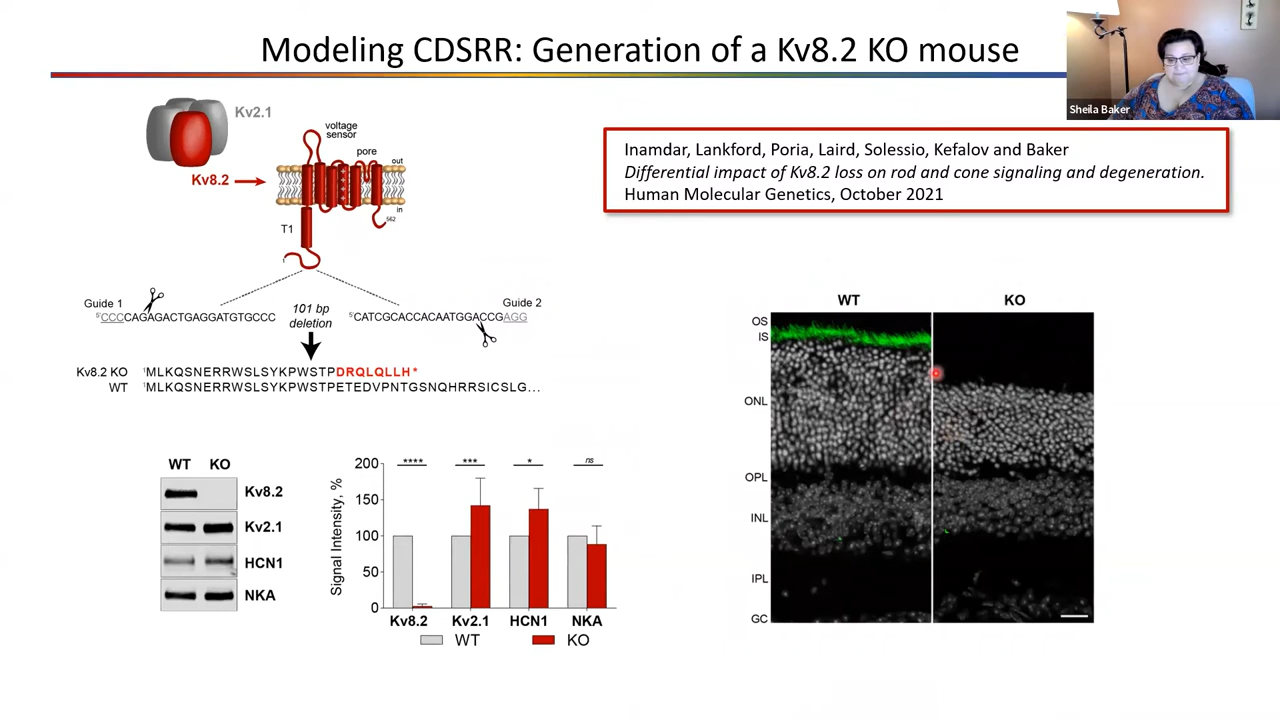 Modeling CDSRR: Generation of a Kv8.2 KO mouse
Sheila Baker
Kv2.1
Kv8.2
voltage
sensor
pore
out
in
562
T1
1
Inamdar, Lankford, Poria, Laird, Solessio, Kefalov and Baker
Differential impact of Kv8.2 loss on rod and cone signaling and degeneration.
Human Molecular Genetics, October 2021
Guide 1
5'CCCCAGAGACTGAGGATGTGCCC
101 bp
deletion
Guide 2
5'CATCGCACCACAATGGACCGAGG
Kv8.2 KO 1MLKQSNERRWSLSYKPWSTPDRQLQLLH*
WT 1MLKQSNERRWSLSYKPWSTPETEDVPNTGSNQHRRSICSLG...
WT KO
Kv8.2
Kv2.1
HCN1
NKA
Signal Intensity, %
200
150
100
50
0
**** *** * ns
Kv8.2 Kv2.1 HCN1 NKA
WT KO
WT KO
OS
IS
ONL
OPL
INL
IPL
GC